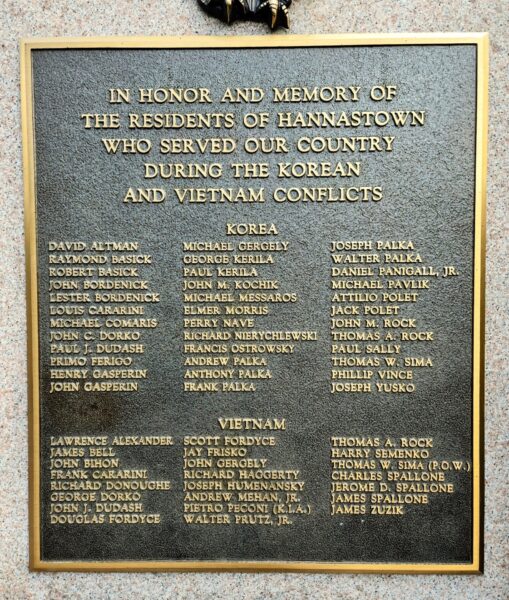 IN HONOR AND MEMORY OF
THE RESIDENTS OF HANNASTOWN
WHO SERVED OUR COUNTRY
DURING THE KOREAN
AND VIETNAM CONFLICTS
KOREA
DAVID ALTMAN
RAYMOND BASICK
ROBERT BASICK
JOHN BORDENICK
LESTER BORDENICK
LOUIS CARARINI
MICHAEL COMARIS
JOHN C. DORKO
PAUL J. DUDASH
PRIMO FERIGO
HENRY GASPERIN
JOHN GASPERIN
MICHAEL GERGELY
GEORGE KERILA
PAUL KERILA
JOHN M. KOCHIK
MICHAEL MESSAROS
ELMER MORRIS
PERRY NAVE
RICHARD NIERYCHLEWSKI
FRANCIS OSTROWSKY
ANDREW PALKA
ANTHONY PALKA
FRANK PALKA
JOSEPH PALKA
WALTER PALKA
DANIEL PANIGALL, JR.
MICHAEL PAVLIK
ATTILIO POLET
JACK POLET
JOHN M. ROCK
THOMAS A. ROCK
PAUL SALLY
THOMAS W. SIMA
PHILLIP VINCE
JOSEPH YUSKO
VIETNAM
LAWRENCE ALEXANDER
JAMES BELL
JOHN BIHON
FRANK CARARINI
RICHARD DONOUGHE
GEORGE DORKO
JOHN J. DUDASH
DOUGLAS FORDYCE
SCOTT FORDYCE
JAY FRISKO
JOHN GERGELY
RICHARD HAGGERTY
JOSEPH HUMENANSKY
ANDREW MEHAN, JR.
PIETRO PECONI (K.I.A.)
WALTER PRUTZ, JR.
THOMAS A. ROCK
HARRY SEMENKO
THOMAS W. SIMA (P.O.W.)
CHARLES SPALLONE
JEROME D. SPALLONE
JAMES SPALLONE
JAMES ZUZIK